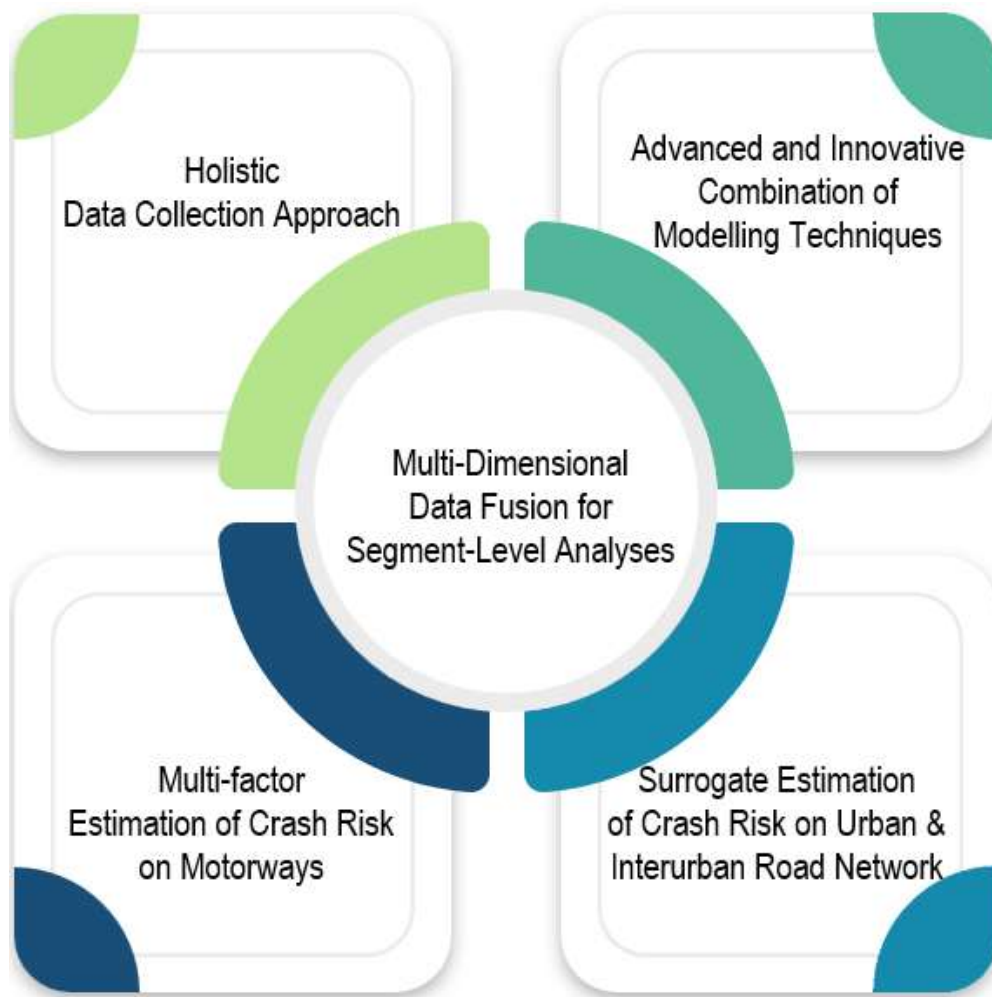 Holistic
Data Collection Approach
Advanced and Innovative
Combination of
Modelling Techniques
Multi-Dimensional
Data Fusion for
Segment-Level Analyses
Multi-factor
Estimation of Crash Risk
on Motorways
Surrogate Estimation
of Crash Risk on Urban &
Interurban Road Network